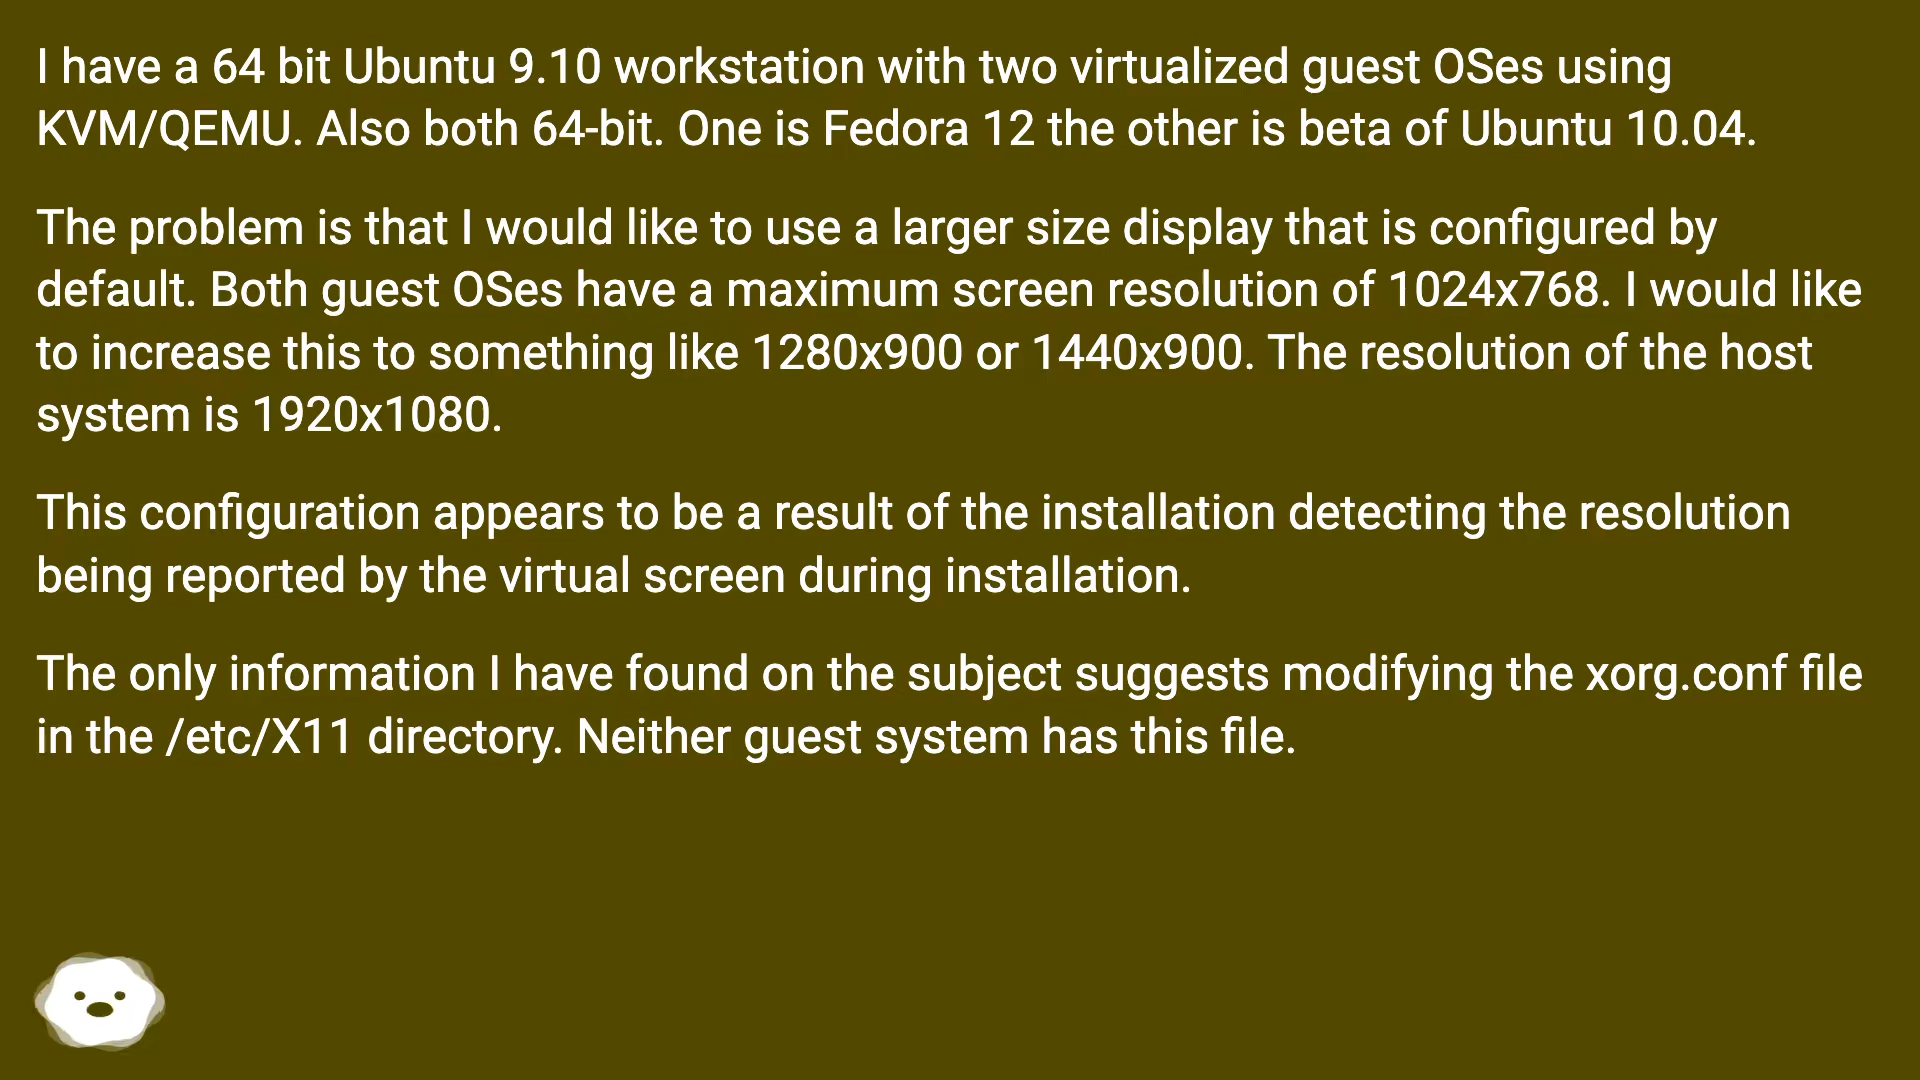 I have a 64 bit Ubuntu 9.10 workstation with two virtualized guest OSes using
KVM/QEMU. Also both 64-bit. One is Fedora 12 the other is beta of Ubuntu 10.04.
The problem is that I would like to use a larger size display that is configured by
default. Both guest OSes have a maximum screen resolution of 1024x768. I would like
to increase this to something like 1280x900 or 1440x900. The resolution of the host
system is 1920x1080.
This configuration appears to be a result of the installation detecting the resolution
being reported by the virtual screen during installation.
The only information I have found on the subject suggests modifying the xorg.conf file
in the /etc/X11 directory. Neither guest system has this file.